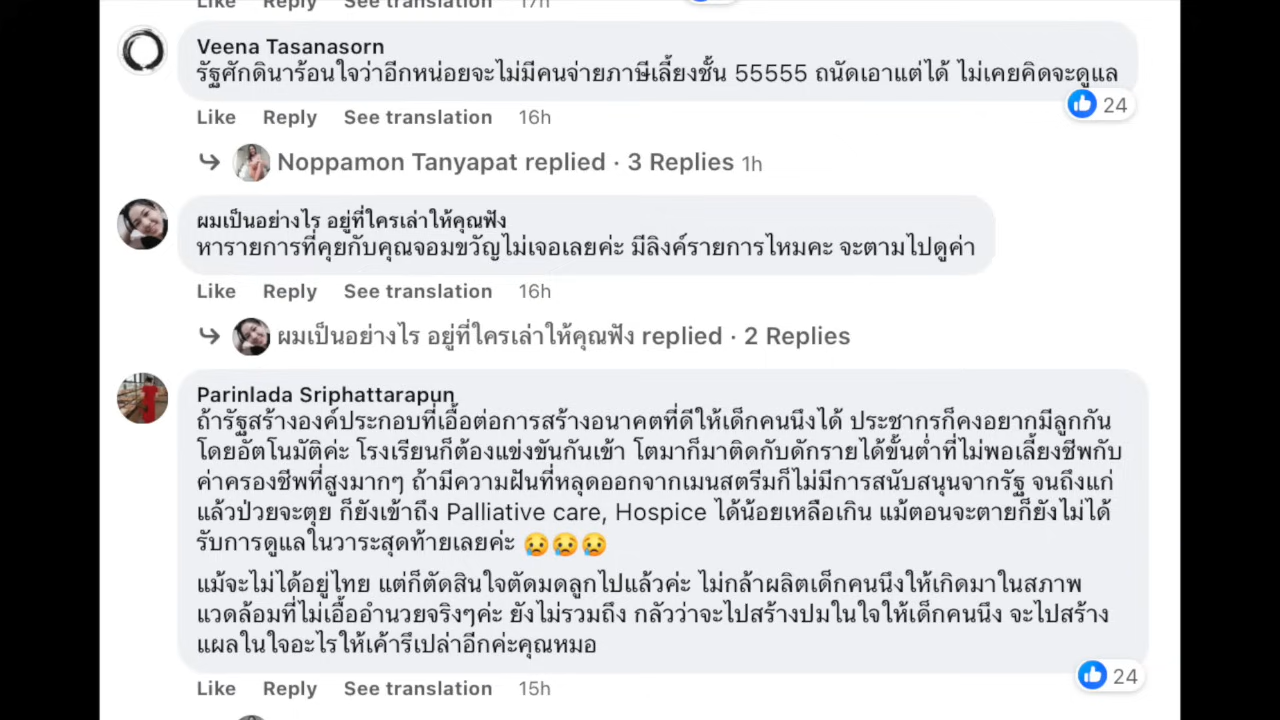 Like Reply See translation 17h
Veena Tasanasorn
รัฐศักดินาร้อนใจว่าอีกหน่อยจะไม่มีคนจ่ายภาษีเลี้ยงชั้น 55555 ถนัดเอาแต่ได้ ไม่เคยคิดจะดูแล
24
Like Reply See translation 16h
Noppamon Tanyapat replied · 3 Replies 1h
ผมเป็นอย่างไร อยู่ที่ใครเล่าให้คุณฟัง
หารายการที่คุยกับคุณจอมขวัญไม่เจอเลยค่ะ มีลิงค์รายการไหมคะ จะตามไปดูค่า
Like Reply See translation 16h
ผมเป็นอย่างไร อยู่ที่ใครเล่าให้คุณฟัง replied · 2 Replies
Parinlada Sriphattarapun
ถ้ารัฐสร้างองค์ประกอบที่เอื้อต่อการสร้างอนาคตที่ดีให้เด็กคนนึงได้ ประชากรก็คงอยากมีลูกกัน
โดยอัตโนมัติค่ะ โรงเรียนก็ต้องแข่งขันกันเข้า โตมาก็มาติดกับดักรายได้ขั้นต่ำที่ไม่พอเลี้ยงชีพกับ
ค่าครองชีพที่สูงมากๆ ถ้ามีความฝันที่หลุดออกจากเมนสตรีมก็ไม่มีการสนับสนุนจากรัฐ จนถึงแก่
แล้วป่วยจะตุย ก็ยังเข้าถึง Palliative care, Hospice ได้น้อยเหลือเกิน แม้ตอนจะตายก็ยังไม่ได้
รับการดูแลในวาระสุดท้ายเลยค่ะ 😢😢😢
แม้จะไม่ได้อยู่ไทย แต่ก็ตัดสินใจตัดมดลูกไปแล้วค่ะ ไม่กล้าผลิตเด็กคนนึงให้เกิดมาในสภาพ
แวดล้อมที่ไม่เอื้ออำนวยจริงๆค่ะ ยังไม่รวมถึง กลัวว่าจะไปสร้างปมในใจให้เด็กคนนึง จะไปสร้าง
แผลในใจอะไรให้เค้ารึเปล่าอีกค่ะคุณหมอ
24
Like Reply See translation 15h